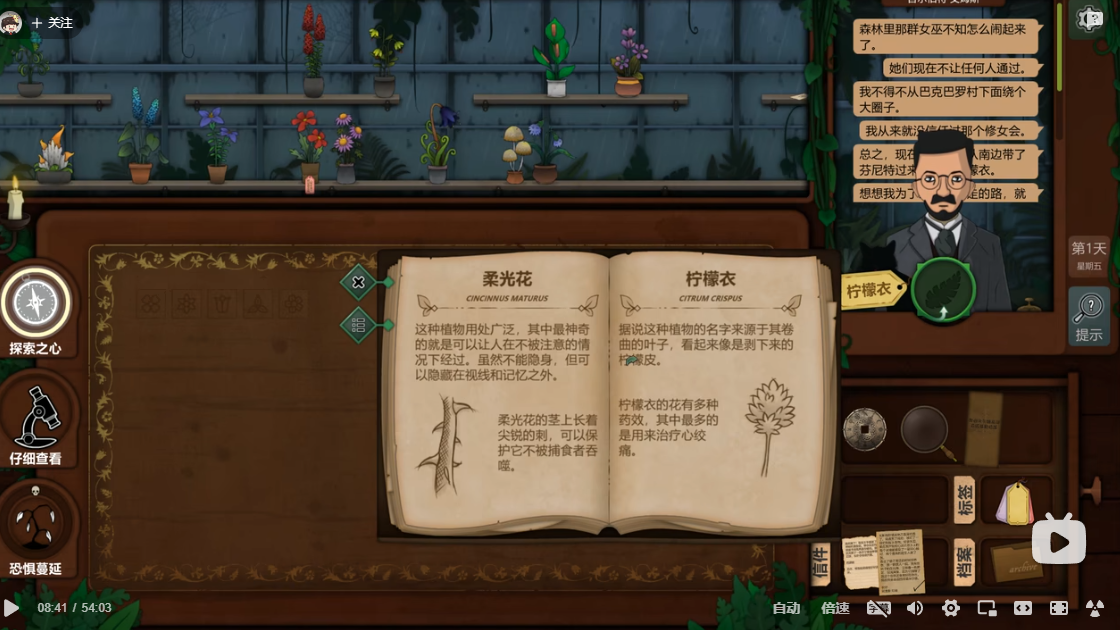 + 关注
森林里那群女巫不知怎么闹起来
了。
她们现在不让任何人通过。
我不得不从巴克巴罗村下面绕个
大圈子。
我从来就没信任过那个修女会。
总之，现在
人南边带了
芬尼特过来
檬衣。
想想我为了
走的路，就
第1天
星期五
提示
柠檬衣
探索之心
仔细查看
恐惧蔓延
柔光花
CINCINNUS MATURUS
这种植物用处广泛，其中最神奇
的就是可以让人在不被注意的情
况下经过。虽然不能隐身，但可
以隐藏在视线和记忆之外。
柔光花的茎上长着
尖锐的刺，可以保
护它不被捕食者吞
噬。
柠檬衣
CITRUM CRISPUS
据说这种植物的名字来源于其卷
曲的叶子，看起来像是剥下来的
柠檬皮。
柠檬衣的花有多种
药效，其中最多的
是用来治疗心绞
痛。
标签
信件
档案
archive
08:41 / 54:03
自动
倍速
字幕